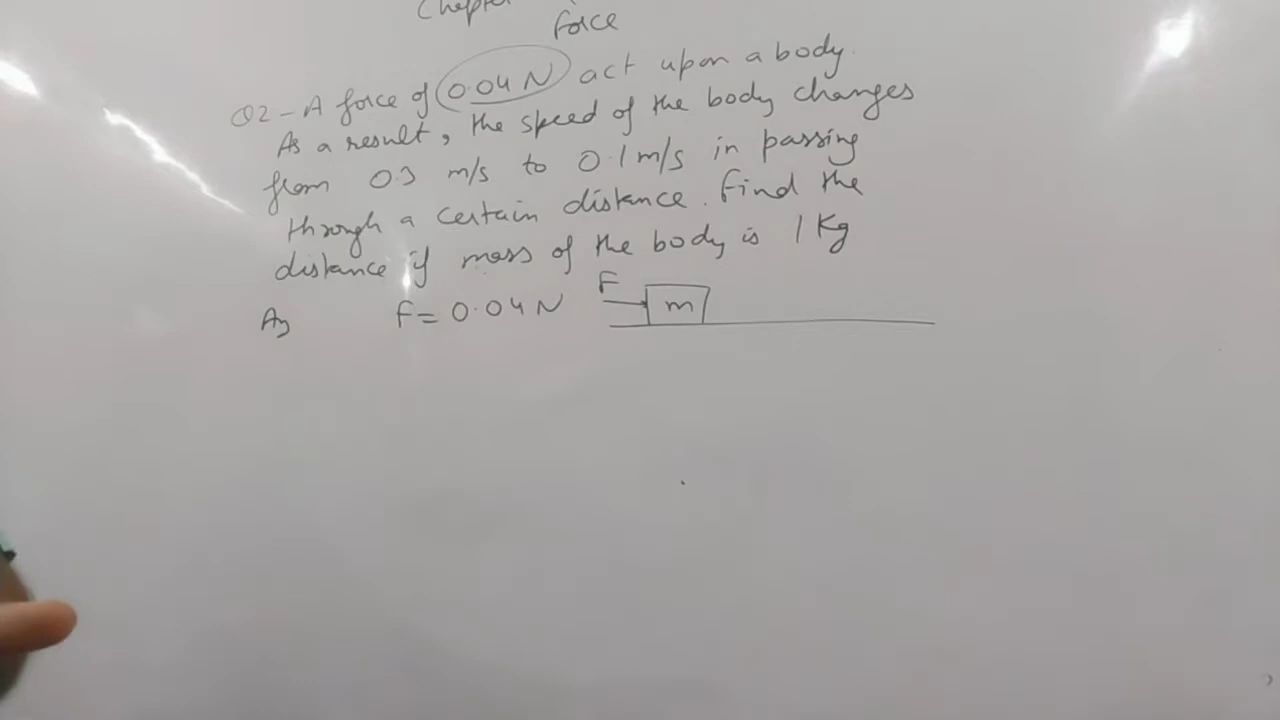 Chapter
force
Q2 - A force of 0.04 N act upon a body.
As a result, the speed of the body changes
from 0.3 m/s to 0.1 m/s in passing
through a certain distance. Find the
distance if mass of the body is 1 Kg
F
m
F = 0.04 N